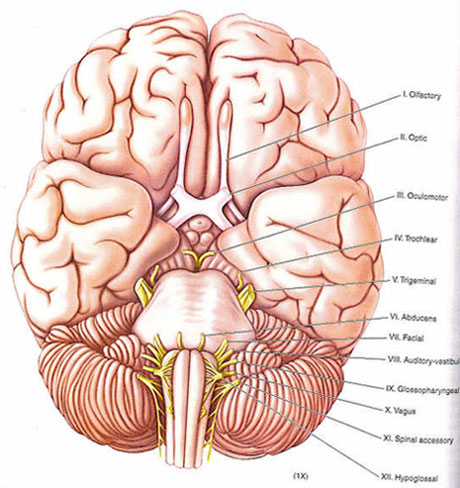 I. Olfactory
II. Optic
III. Oculomotor
IV. Trochlear
V. Trigeminal
VI. Abducens
VII. Facial
VIII. Auditory-vestibul
IX. Glossopharyngeal
X. Vagus
XI. Spinal accessory
XII. Hypoglossal
(1X)